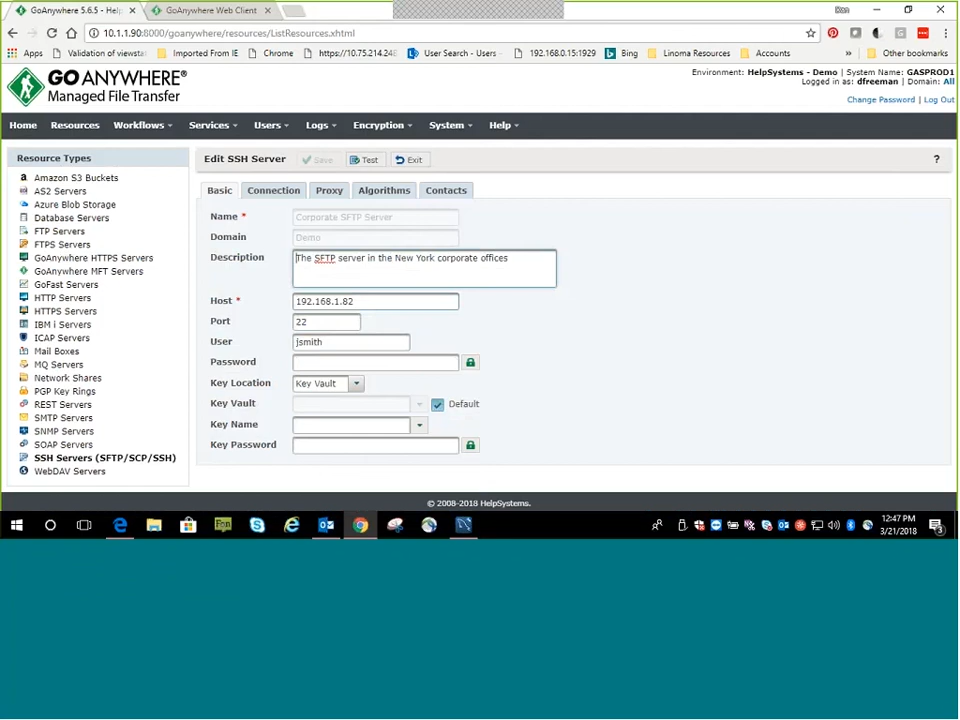 GoAnywhere 5.6.5 - Help
GoAnywhere Web Client
10.1.1.90:8000/goanywhere/resources/ListResources.xhtml
Apps
Validation of viewsta
Imported From IE
Chrome
https://10.75.214.24
User Search - Users
192.168.0.15:1929
Bing
Linoma Resources
Accounts
»
Other bookmarks
GOANYWHERE®
Managed File Transfer
Environment: HelpSystems - Demo | System Name: GASPROD1
Logged in as: dfreeman | Domain: All
Change Password | Log Out
Home Resources Workflows Services Users Logs Encryption System Help
Resource Types
Amazon S3 Buckets
AS2 Servers
Azure Blob Storage
Database Servers
FTP Servers
FTPS Servers
GoAnywhere HTTPS Servers
GoAnywhere MFT Servers
GoFast Servers
HTTP Servers
HTTPS Servers
IBM i Servers
ICAP Servers
Mail Boxes
MQ Servers
Network Shares
PGP Key Rings
REST Servers
SMTP Servers
SNMP Servers
SOAP Servers
SSH Servers (SFTP/SCP/SSH)
WebDAV Servers
Edit SSH Server
Save
Test
Exit
?
Basic
Connection
Proxy
Algorithms
Contacts
Name *
Corporate SFTP Server
Domain
Demo
Description
The SFTP server in the New York corporate offices
Host *
192.168.1.82
Port
22
User
jsmith
Password
Key Location
Key Vault
Key Vault
Default
Key Name
Key Password
© 2008-2018 HelpSystems.
12:47 PM
3/21/2018
3